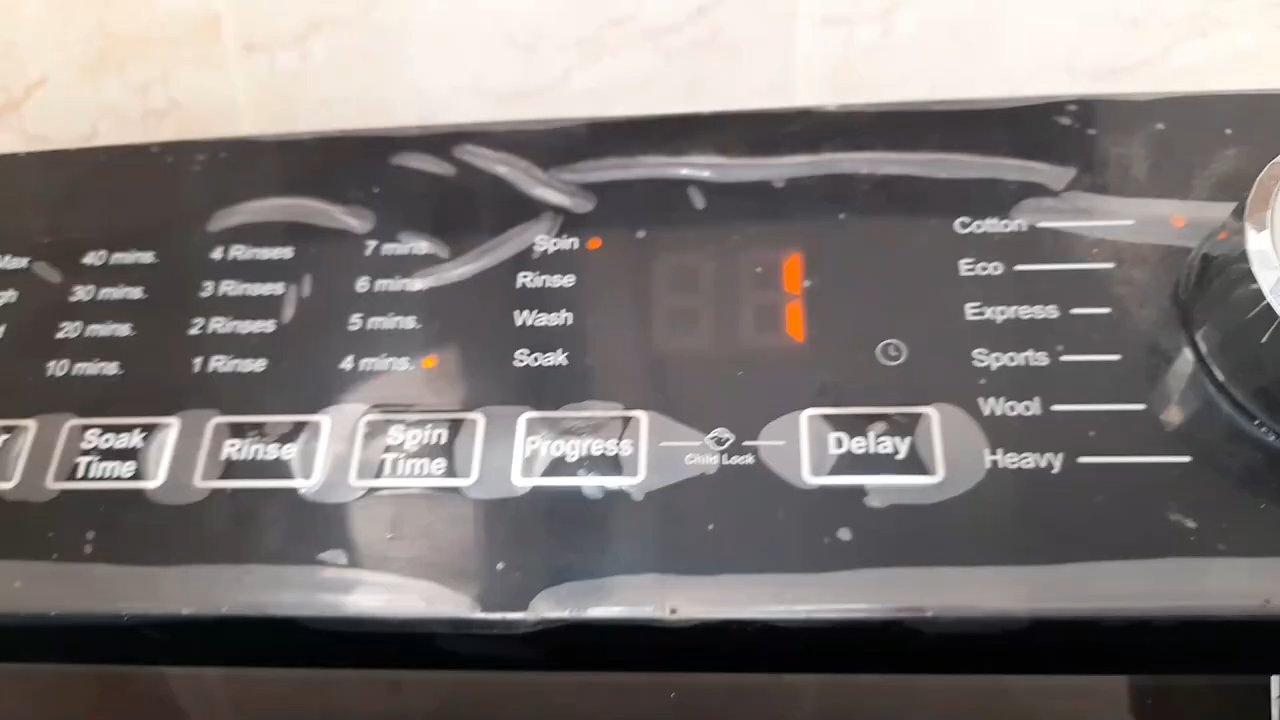 Max
40 mins.
4 Rinses
7 mins.
Spin
30 mins.
3 Rinses
6 mins.
Rinse
20 mins.
2 Rinses
5 mins.
Wash
10 mins.
1 Rinse
4 mins.
Soak
1
Cotton
Eco
Express
Sports
Wool
Heavy
Soak
Time
Rinse
Spin
Time
Progress
Child Lock
Delay